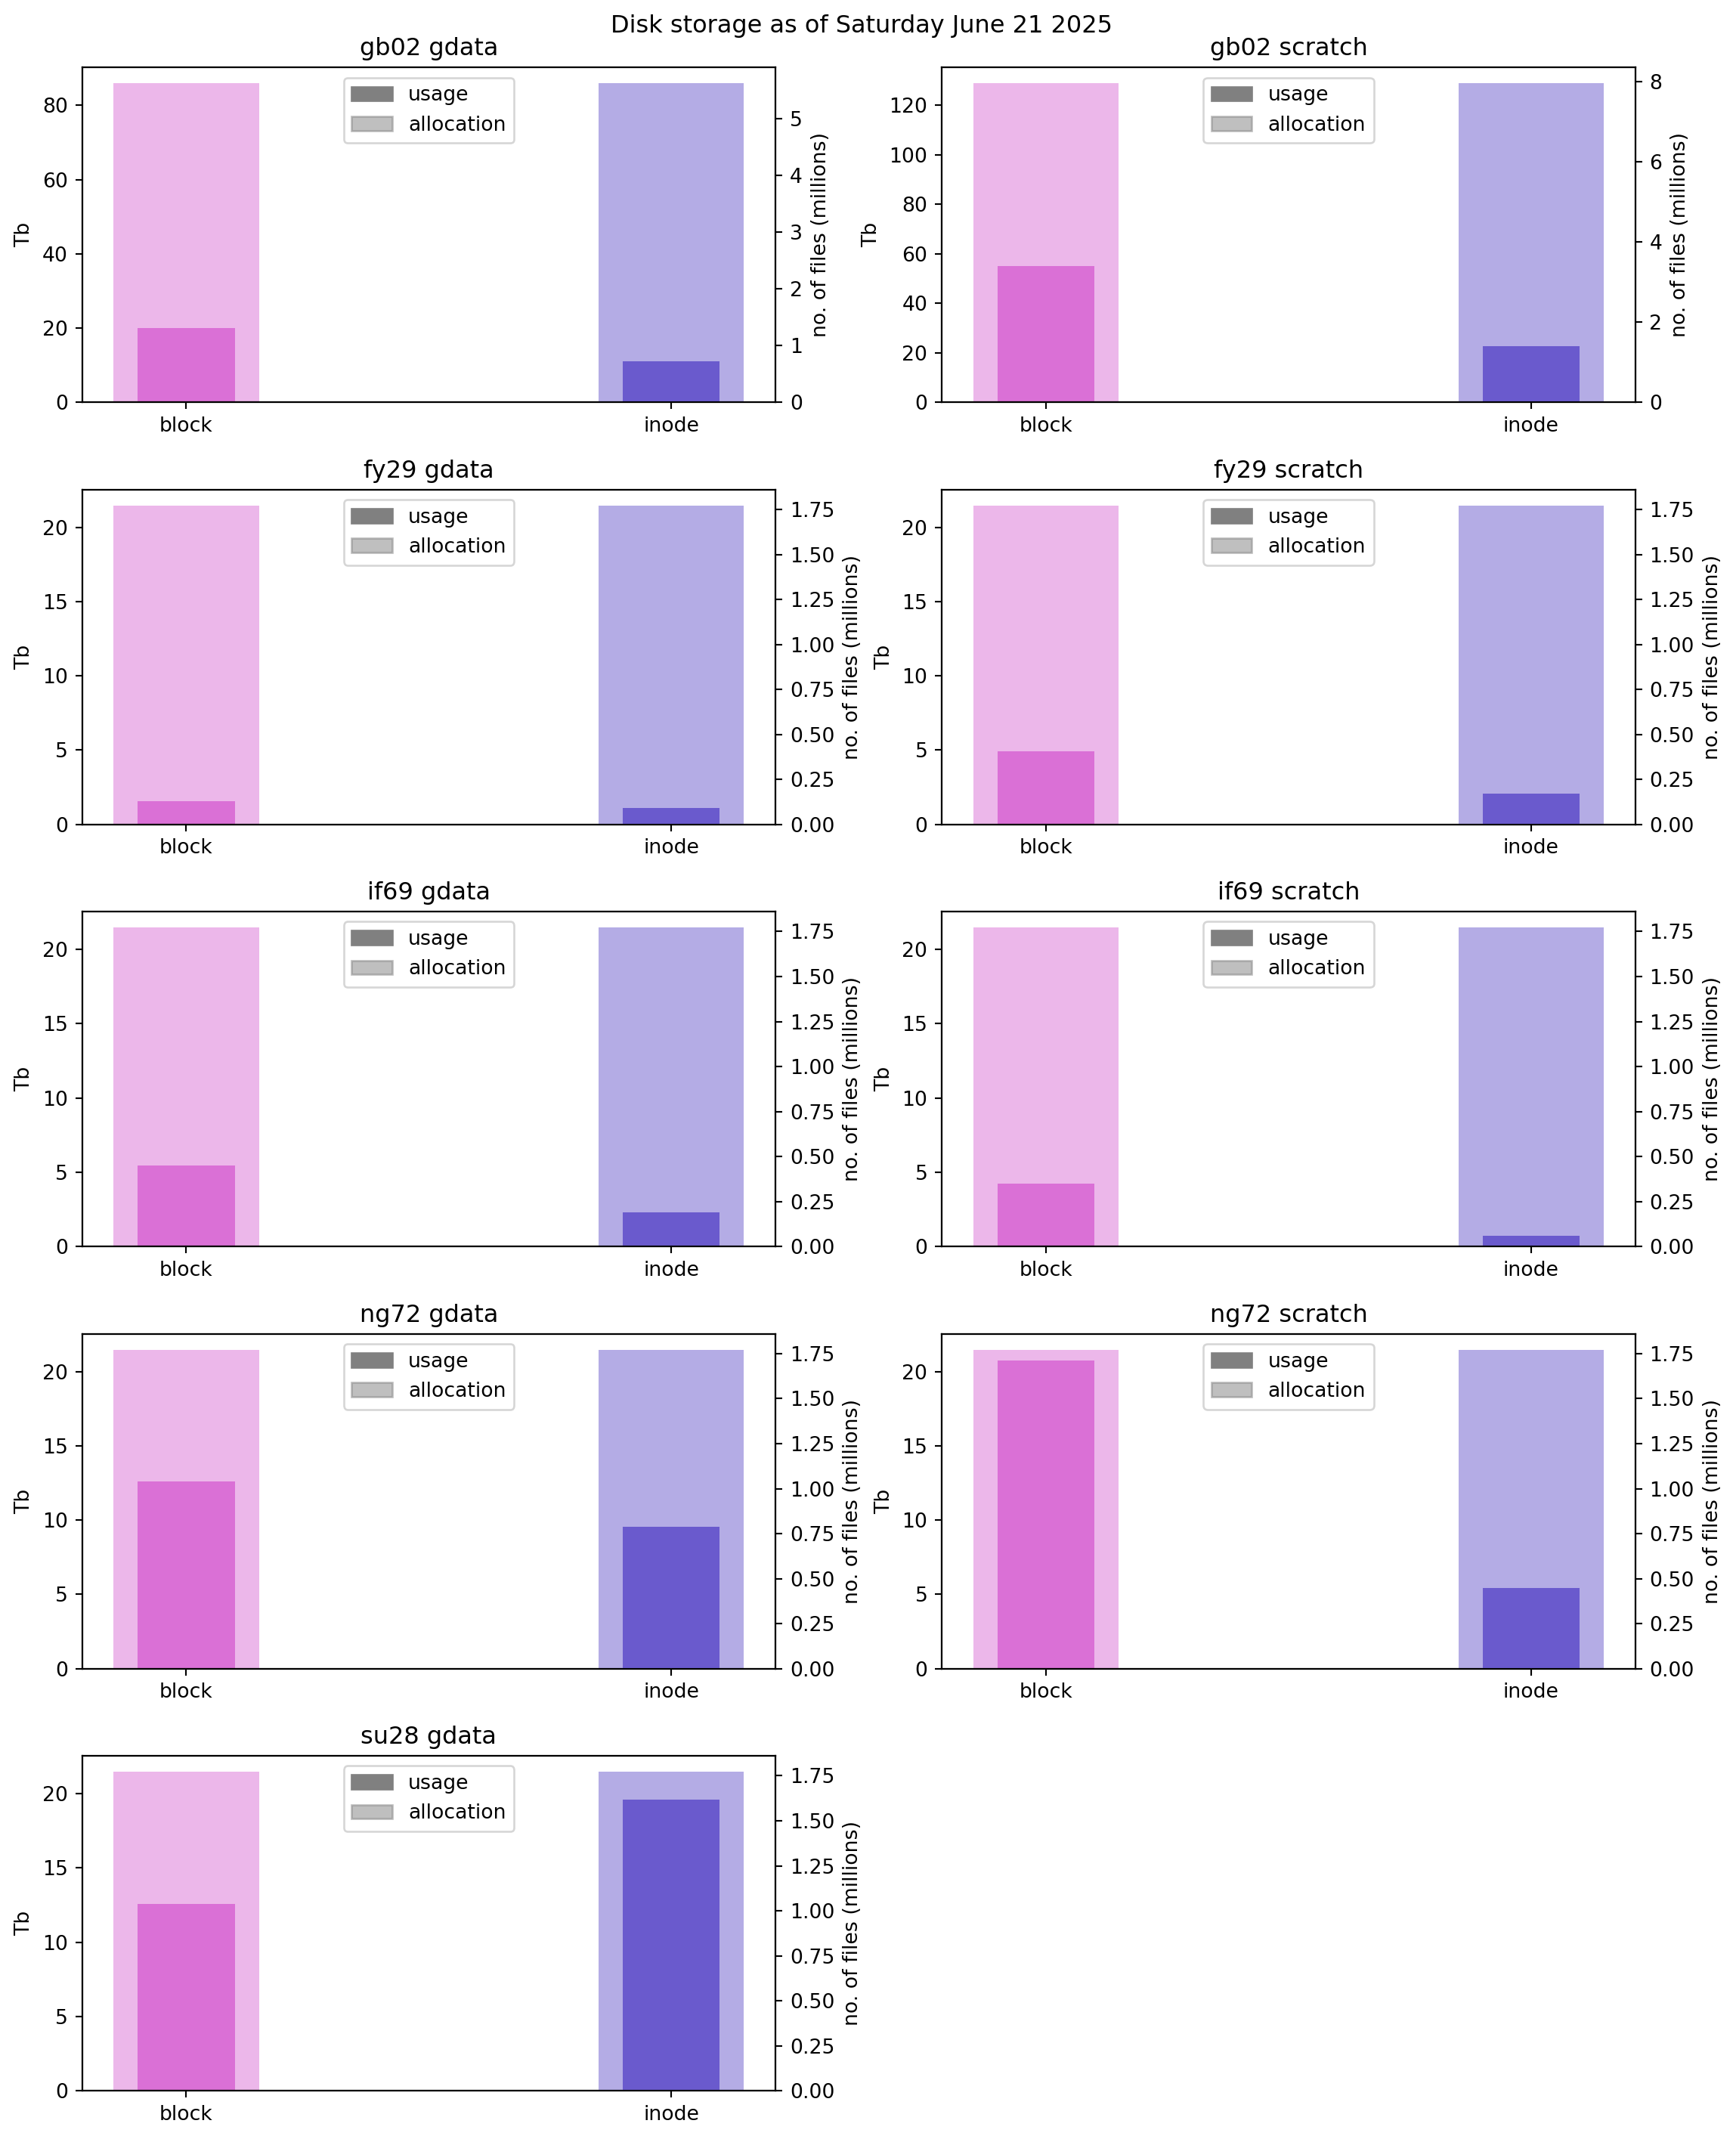 Disk storage as of Saturday June 21 2025
gb02 gdata
usage
allocation
80
60
40
20
0
Tb
5
4
3
2
1
0
no. of files (millions)
block
inode
gb02 scratch
usage
allocation
120
100
80
60
40
20
0
Tb
8
6
4
2
0
no. of files (millions)
block
inode
fy29 gdata
usage
allocation
20
15
10
5
0
Tb
1.75
1.50
1.25
1.00
0.75
0.50
0.25
0.00
no. of files (millions)
block
inode
fy29 scratch
usage
allocation
20
15
10
5
0
Tb
1.75
1.50
1.25
1.00
0.75
0.50
0.25
0.00
no. of files (millions)
block
inode
if69 gdata
usage
allocation
20
15
10
5
0
Tb
1.75
1.50
1.25
1.00
0.75
0.50
0.25
0.00
no. of files (millions)
block
inode
if69 scratch
usage
allocation
20
15
10
5
0
Tb
1.75
1.50
1.25
1.00
0.75
0.50
0.25
0.00
no. of files (millions)
block
inode
ng72 gdata
usage
allocation
20
15
10
5
0
Tb
1.75
1.50
1.25
1.00
0.75
0.50
0.25
0.00
no. of files (millions)
block
inode
ng72 scratch
usage
allocation
20
15
10
5
0
Tb
1.75
1.50
1.25
1.00
0.75
0.50
0.25
0.00
no. of files (millions)
block
inode
su28 gdata
usage
allocation
20
15
10
5
0
Tb
1.75
1.50
1.25
1.00
0.75
0.50
0.25
0.00
no. of files (millions)
block
inode